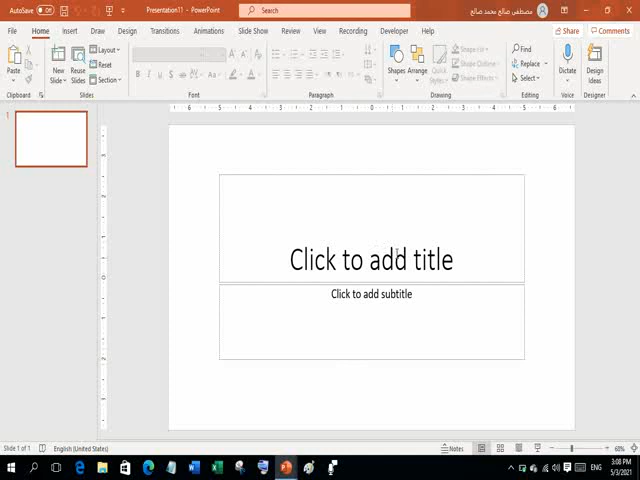 AutoSave Off Presentation11 - PowerPoint Search مصطفى صالح محمد صالح
File Home Insert Draw Design Transitions Animations Slide Show Review View Recording Developer Help Share Comments
Paste New Slide Layout Reset Section Shapes Arrange Quick Styles Shape Fill Shape Outline Shape Effects Find Replace Select Dictate Design Ideas
Clipboard Slides Font Paragraph Drawing Editing Voice Designer
1
Click to add title
Click to add subtitle
Slide 1 of 1 English (United States) Notes 68%
ENG 3:08 PM
5/3/2021